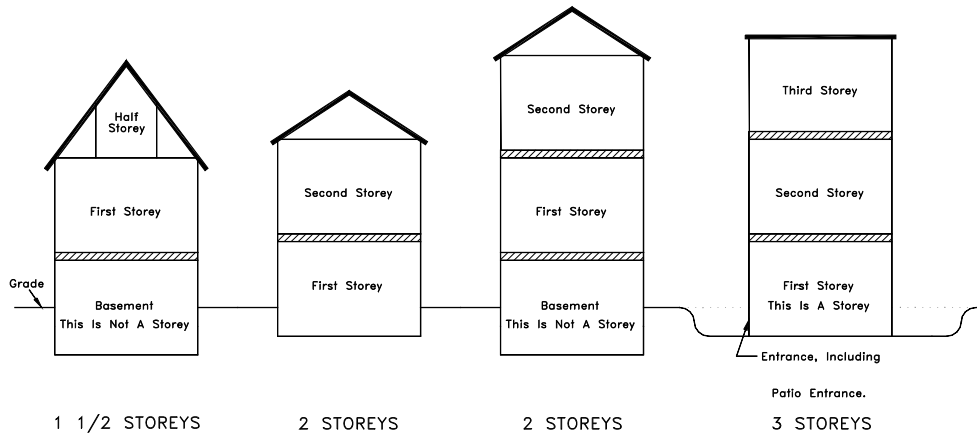 Half
Storey
First Storey
Grade
Basement
This Is Not A Storey
1 1/2 STOREYS
Second Storey
First Storey
2 STOREYS
Second Storey
First Storey
Basement
This Is Not A Storey
2 STOREYS
Third Storey
Second Storey
First Storey
This Is A Storey
Entrance, Including
Patio Entrance.
3 STOREYS